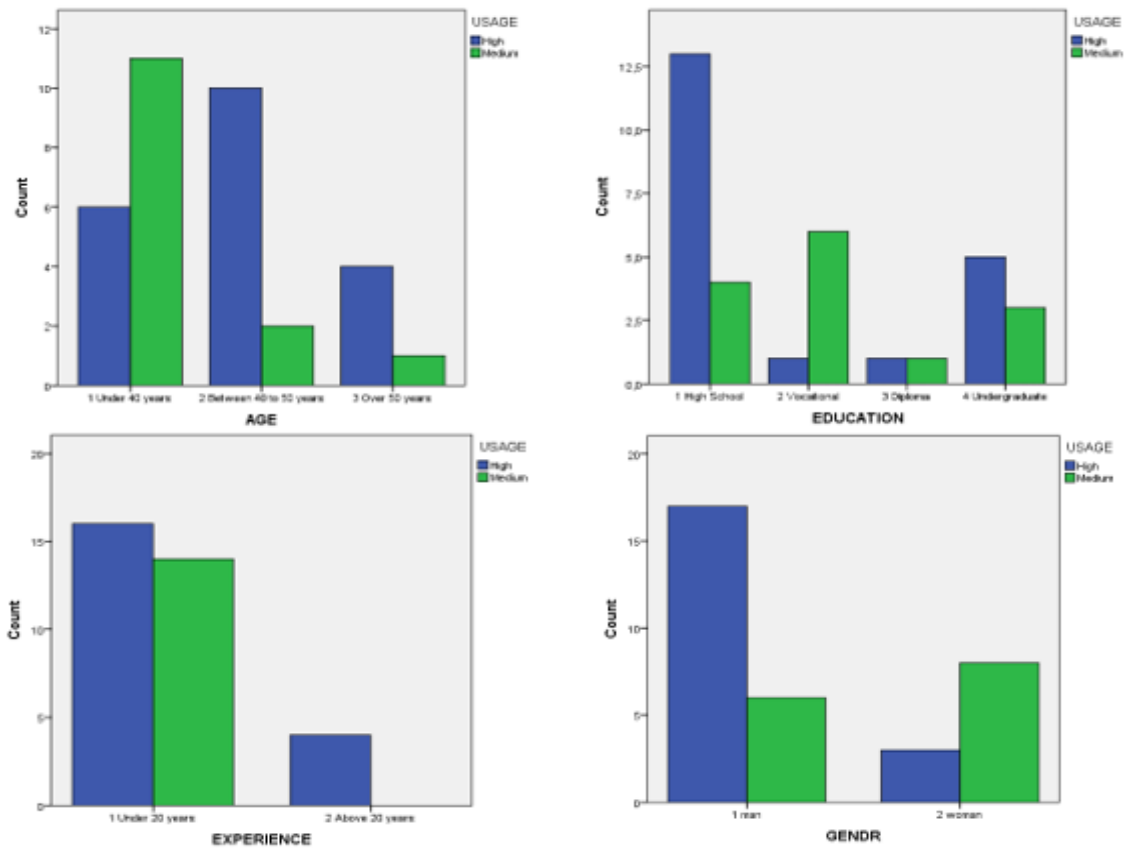 USAGE
High
Medium
12
10
8
6
4
2
0
Count
1 Under 40 years 2 Between 40 to 50 years 3 Over 50 years
AGE
USAGE
High
Medium
12,5
10,0
7,5
5,0
2,5
0,0
Count
1 High School 2 Vocational 3 Diploma 4 Undergraduate
EDUCATION
USAGE
High
Medium
20
15
10
5
0
Count
1 Under 20 years 2 Above 20 years
EXPERIENCE
USAGE
High
Medium
20
15
10
5
0
Count
1 man 2 woman
GENDR